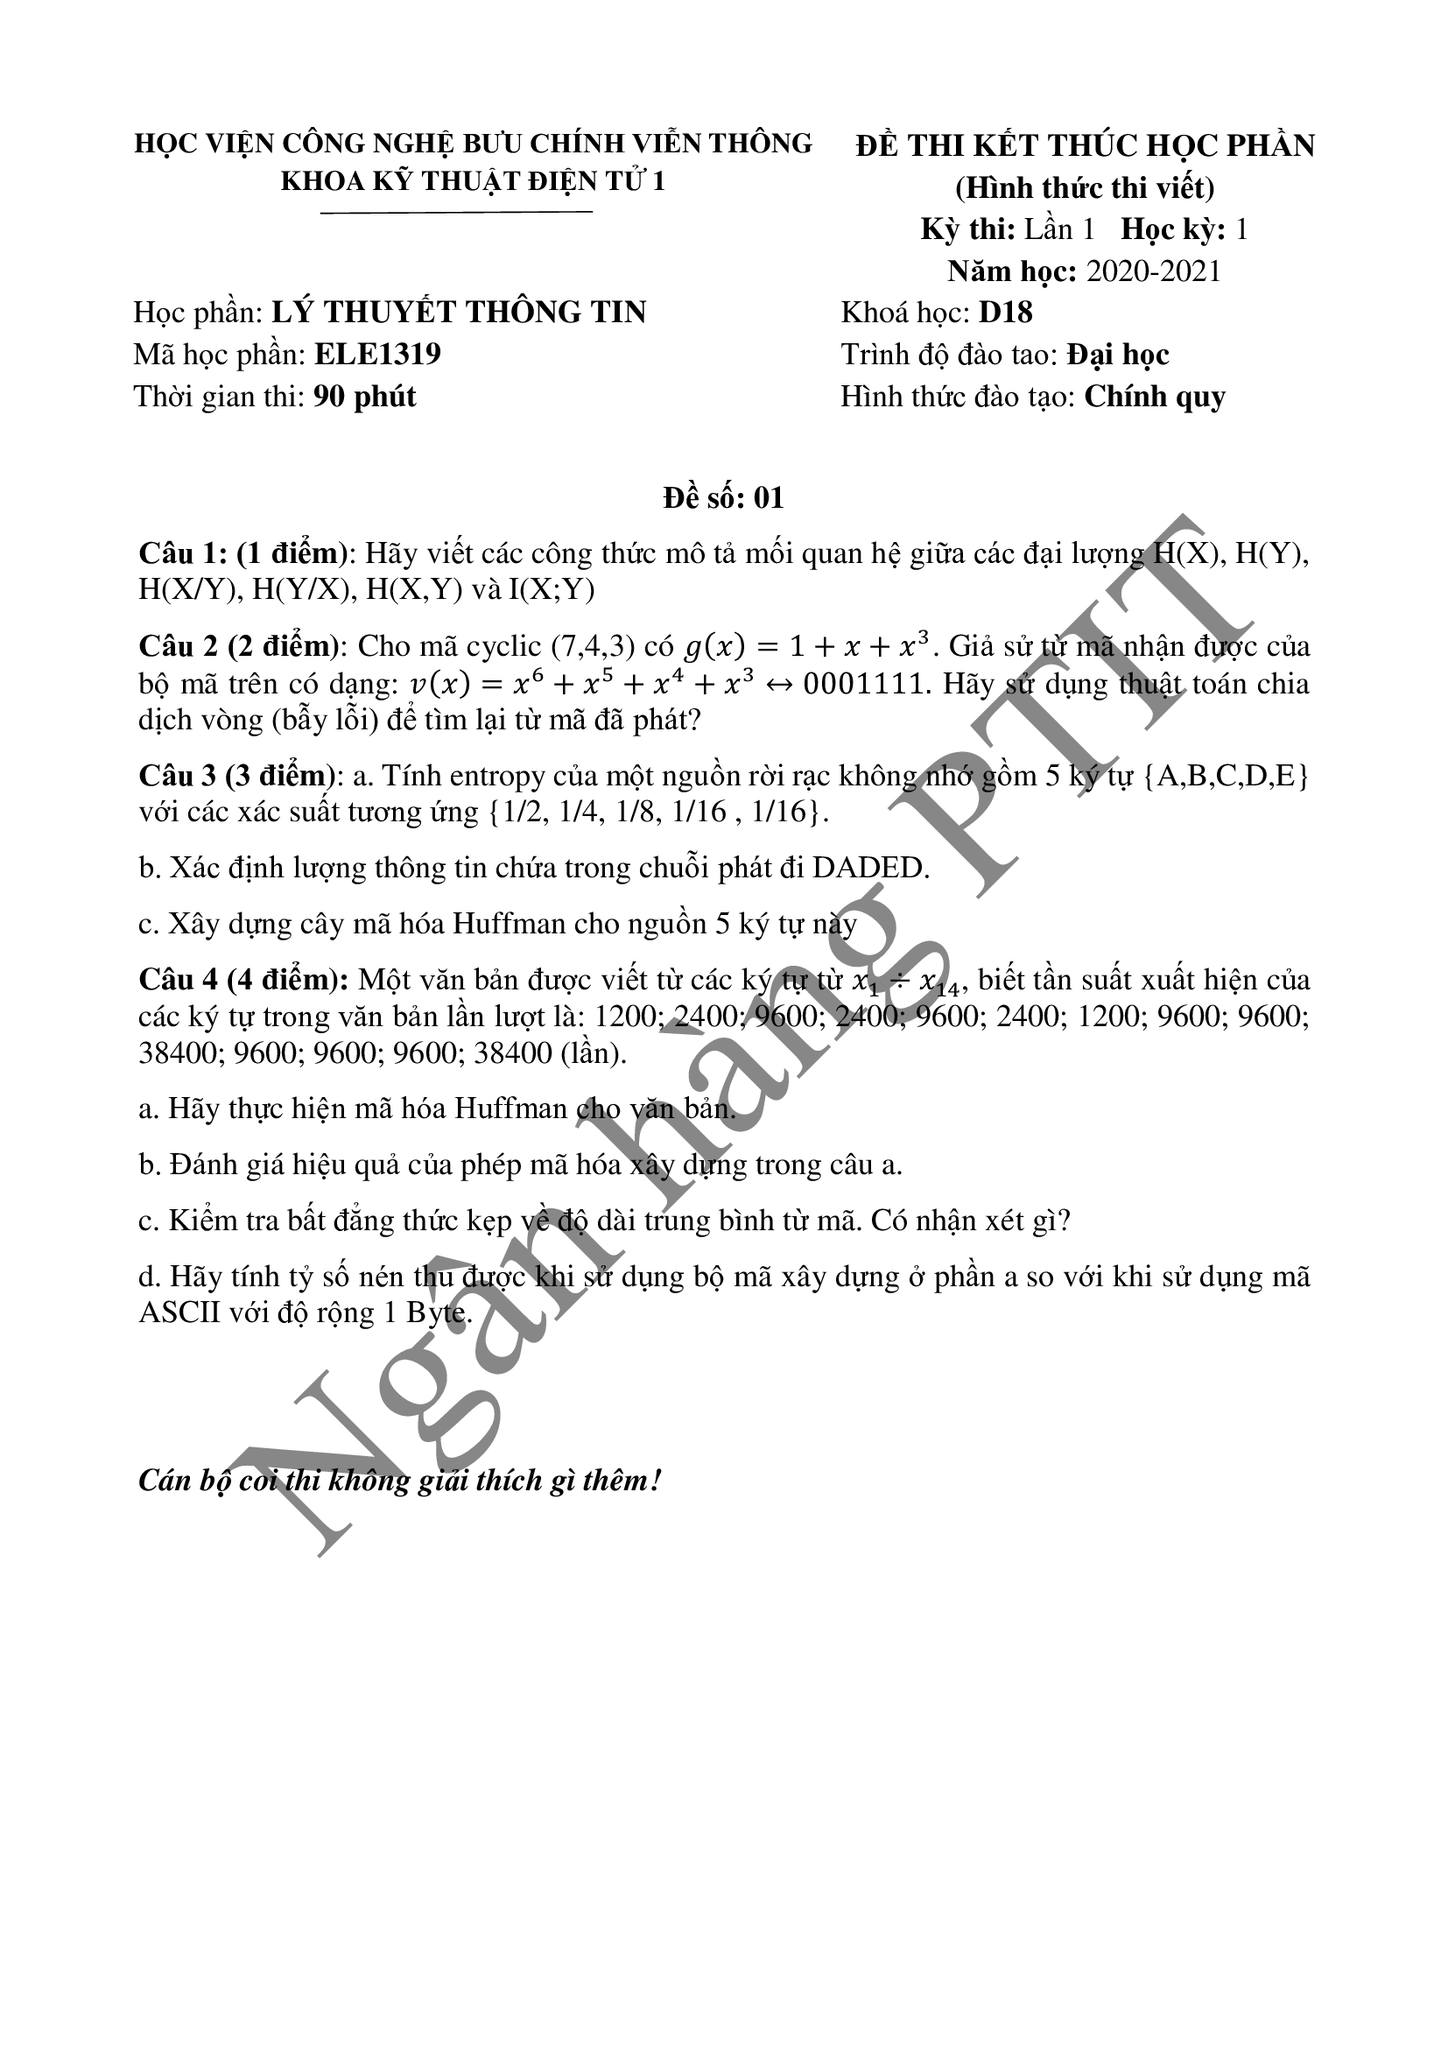 HỌC VIỆN CÔNG NGHỆ BƯU CHÍNH VIỄN THÔNG
KHOA KỸ THUẬT ĐIỆN TỬ 1
ĐỀ THI KẾT THÚC HỌC PHẦN
(Hình thức thi viết)
Kỳ thi: Lần 1 Học kỳ: 1
Năm học: 2020-2021
Học phần: LÝ THUYẾT THÔNG TIN
Khoá học: D18
Mã học phần: ELE1319
Trình độ đào tao: Đại học
Thời gian thi: 90 phút
Hình thức đào tạo: Chính quy
Đề số: 01
Câu 1: (1 điểm): Hãy viết các công thức mô tả mối quan hệ giữa các đại lượng H(X), H(Y),
H(X/Y), H(Y/X), H(X,Y) và I(X;Y)
Câu 2 (2 điểm): Cho mã cyclic (7,4,3) có g(x) = 1 + x + x³. Giả sử từ mã nhận được của
bộ mã trên có dạng: v(x) = x⁶ + x⁵ + x⁴ + x³ ↔ 0001111. Hãy sử dụng thuật toán chia
dịch vòng (bẫy lỗi) để tìm lại từ mã đã phát?
Câu 3 (3 điểm): a. Tính entropy của một nguồn rời rạc không nhớ gồm 5 ký tự {A,B,C,D,E}
với các xác suất tương ứng {1/2, 1/4, 1/8, 1/16 , 1/16}.
b. Xác định lượng thông tin chứa trong chuỗi phát đi DADED.
c. Xây dựng cây mã hóa Huffman cho nguồn 5 ký tự này
Câu 4 (4 điểm): Một văn bản được viết từ các ký tự từ x₁ ÷ x₁₄, biết tần suất xuất hiện của
các ký tự trong văn bản lần lượt là: 1200; 2400; 9600; 2400; 9600; 2400; 1200; 9600; 9600;
38400; 9600; 9600; 9600; 38400 (lần).
a. Hãy thực hiện mã hóa Huffman cho văn bản.
b. Đánh giá hiệu quả của phép mã hóa xây dựng trong câu a.
c. Kiểm tra bất đẳng thức kẹp về độ dài trung bình từ mã. Có nhận xét gì?
d. Hãy tính tỷ số nén thu được khi sử dụng bộ mã xây dựng ở phần a so với khi sử dụng mã
ASCII với độ rộng 1 Byte.
Cán bộ coi thi không giải thích gì thêm!
Ngân hàng PTIT